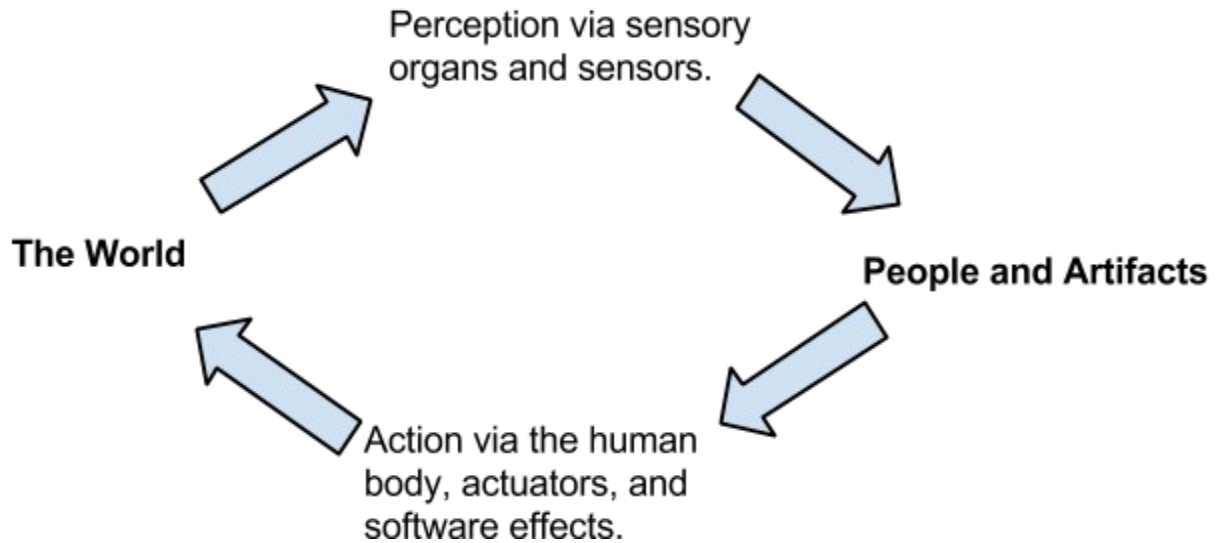 Perception via sensory
organs and sensors.
The World
People and Artifacts
Action via the human
body, actuators, and
software effects.